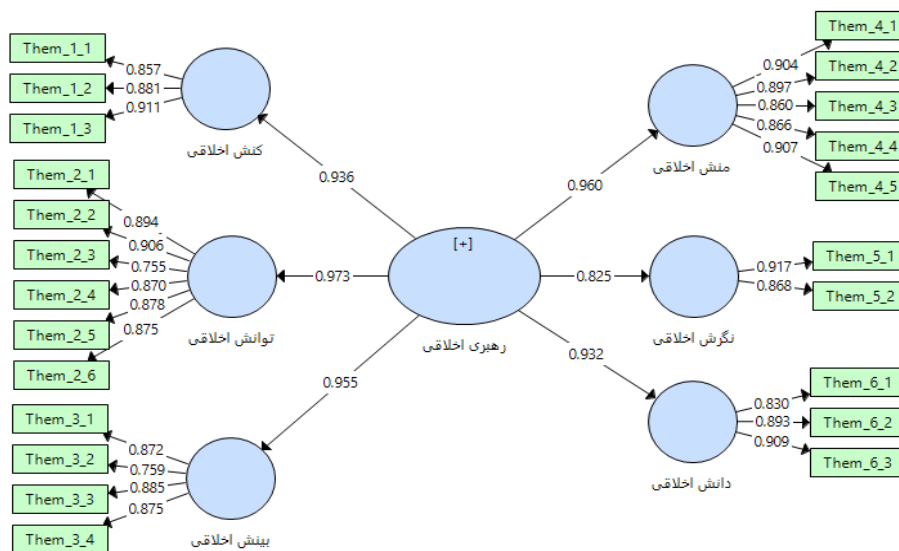 Them_1_1
Them_1_2
Them_1_3
0.857
0.881
0.911
کنش اخلاقی
0.936
Them_2_1
Them_2_2
Them_2_3
Them_2_4
Them_2_5
Them_2_6
0.894
0.906
0.755
0.870
0.878
0.875
توانش اخلاقی
0.973
Them_3_1
Them_3_2
Them_3_3
Them_3_4
0.872
0.759
0.885
0.875
بینش اخلاقی
0.955
[+]
رهبری اخلاقی
0.960
منش اخلاقی
0.904
0.897
0.860
0.866
0.907
Them_4_1
Them_4_2
Them_4_3
Them_4_4
Them_4_5
0.825
نگرش اخلاقی
0.917
0.868
Them_5_1
Them_5_2
0.932
دانش اخلاقی
0.830
0.893
0.909
Them_6_1
Them_6_2
Them_6_3